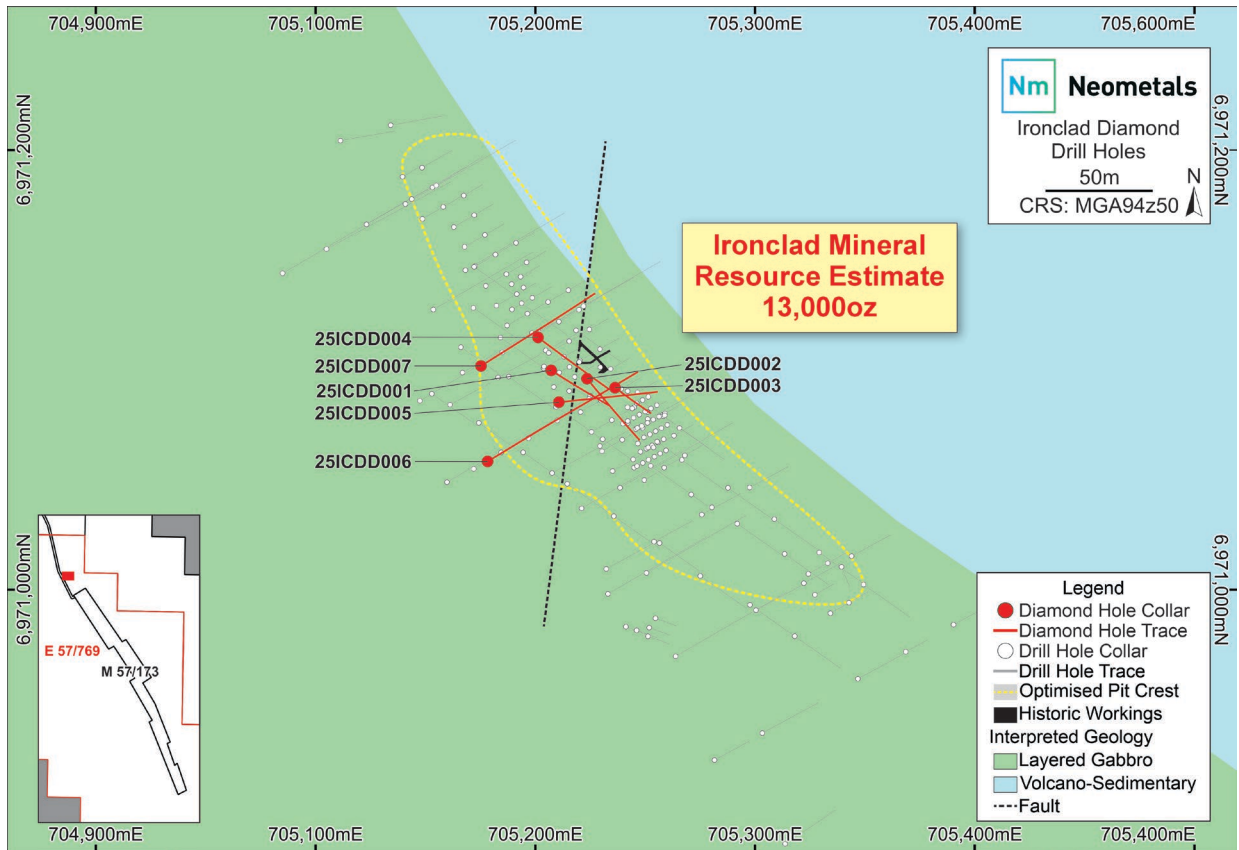 704,900mE 705,100mE 705,200mE 705,300mE 705,400mE 705,600mE
6,971,200mN
6,971,200mN
Nm Neometals
Ironclad Diamond
Drill Holes
50m
N
CRS: MGA94z50
Ironclad Mineral
Resource Estimate
13,000oz
25ICDD004
25ICDD007
25ICDD001
25ICDD005
25ICDD006
25ICDD002
25ICDD003
6,971,000mN
6,971,000mN
E 57/769
M 57/173
Legend
Diamond Hole Collar
Diamond Hole Trace
Drill Hole Collar
Drill Hole Trace
Optimised Pit Crest
Historic Workings
Interpreted Geology
Layered Gabbro
Volcano-Sedimentary
Fault
704,900mE 705,100mE 705,200mE 705,300mE 705,400mE 705,400mE